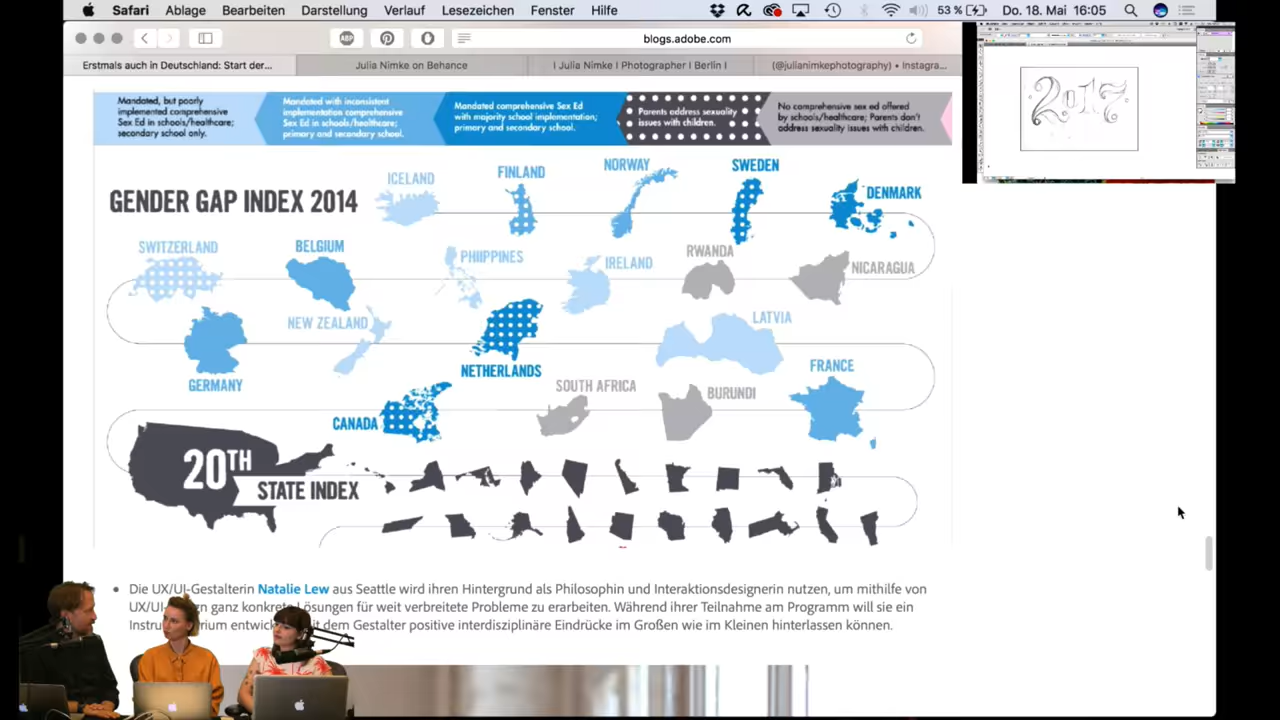 Safari Ablage Bearbeiten Darstellung Verlauf Lesezeichen Fenster Hilfe 53 % Do. 18. Mai 16:05
blogs.adobe.com
Erstmals auch in Deutschland: Start der... Julia Nimke on Behance I Julia Nimke I Photographer I Berlin I (@julianimkephotography) • Instagra...
Mandated, but poorly
implemented comprehensive
Sex Ed in schools/healthcare;
secondary school only.
Mandated with inconsistent
implementation comprehensive
Sex Ed in schools/healthcare;
primary and secondary school.
Mandated comprehensive Sex Ed
with majority school implementation;
primary and secondary school.
Parents address sexuality
issues with children.
No comprehensive sex ed offered
by schools/healthcare; Parents don't
address sexuality issues with children.
2017
GENDER GAP INDEX 2014
ICELAND
FINLAND
NORWAY
SWEDEN
DENMARK
SWITZERLAND
BELGIUM
PHIIPPINES
IRELAND
RWANDA
NICARAGUA
GERMANY
NEW ZEALAND
NETHERLANDS
LATVIA
CANADA
SOUTH AFRICA
BURUNDI
FRANCE
20TH
STATE INDEX
• Die UX/UI-Gestalterin Natalie Lew aus Seattle wird ihren Hintergrund als Philosophin und Interaktionsdesignerin nutzen, um mithilfe von
UX/UI- ganz konkrete Lösungen für weit verbreitete Probleme zu erarbeiten. Während ihrer Teilnahme am Programm will sie ein
dem Gestalter positive interdisziplinäre Eindrücke im Großen wie im Kleinen hinterlassen können.